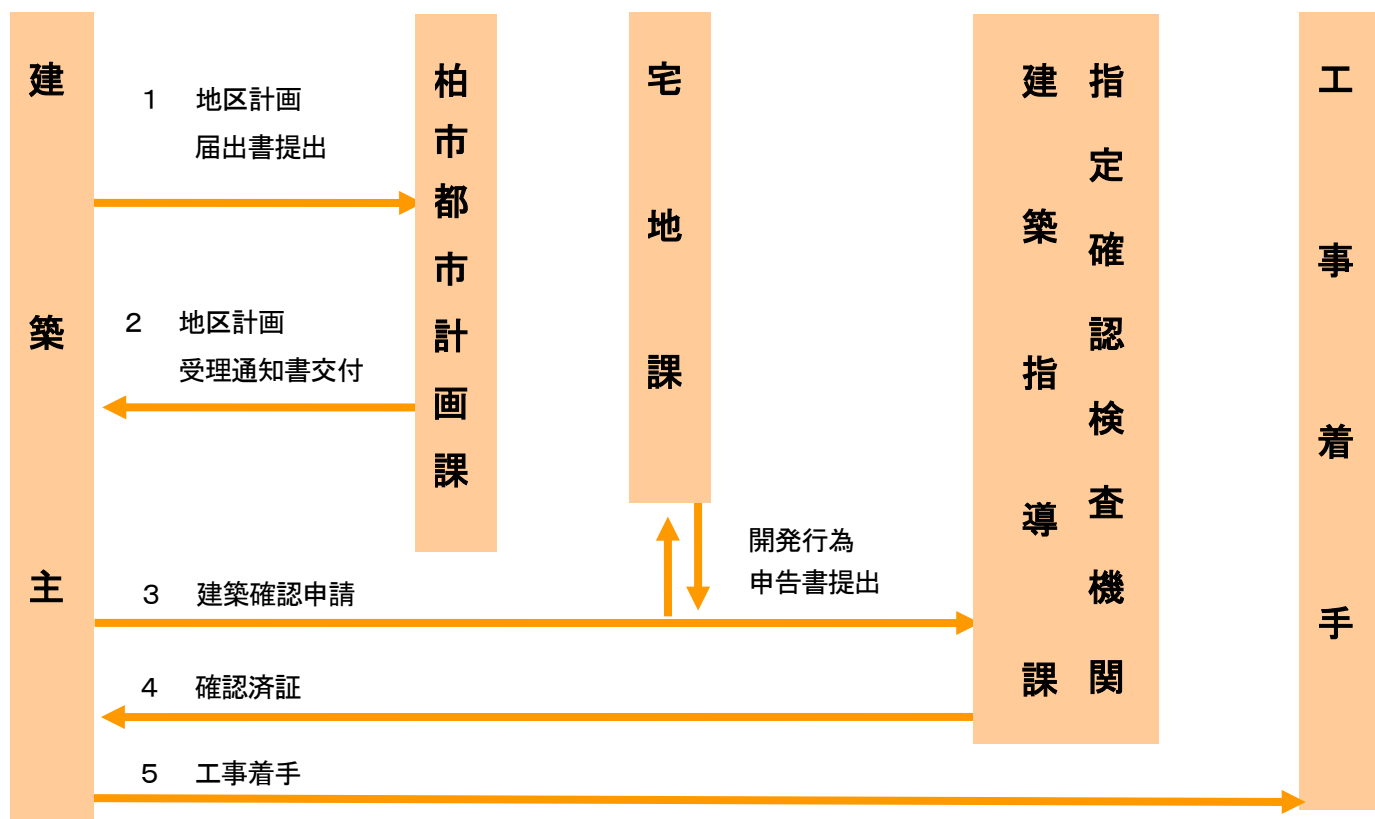 建築主
1 地区計画
届出書提出
2 地区計画
受理通知書交付
柏市都市計画課
宅地課
開発行為
申告書提出
3 建築確認申請
4 確認済証
5 工事着手
指定確認検査機関
建築指導課
工事着手